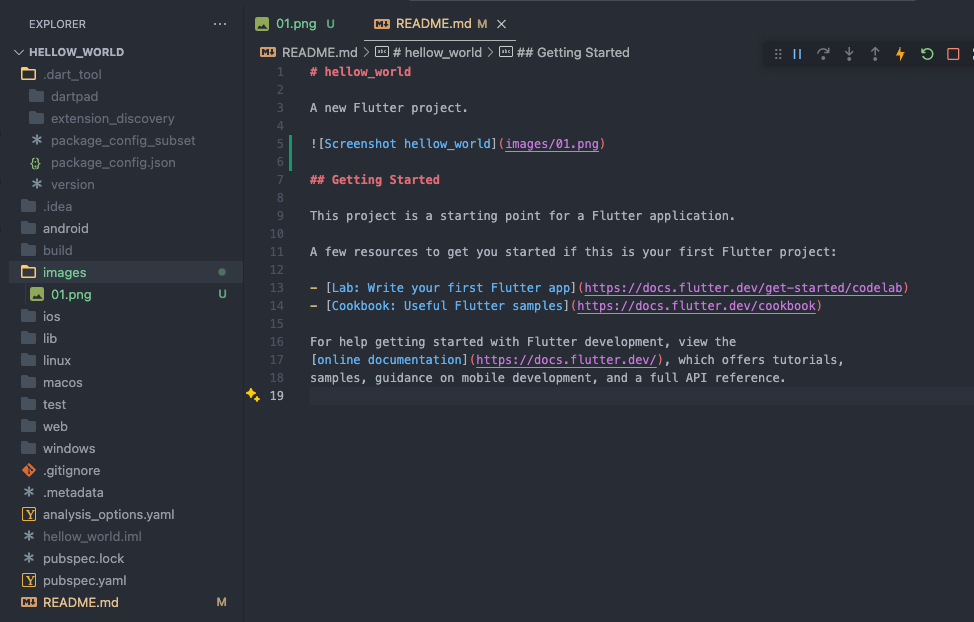 EXPLORER
HELLOW_WORLD
.dart_tool
dartpad
extension_discovery
package_config_subset
package_config.json
version
.idea
android
build
images
01.png U
ios
lib
linux
macos
test
web
windows
.gitignore
.metadata
analysis_options.yaml
hellow_world.iml
pubspec.lock
pubspec.yaml
README.md M
01.png U
README.md M
README.md > # hellow_world > ## Getting Started
1 # hellow_world
2
3 A new Flutter project.
4
5 ![Screenshot hellow_world](images/01.png)
6
7 ## Getting Started
8
9 This project is a starting point for a Flutter application.
10
11 A few resources to get you started if this is your first Flutter project:
12
13 - [Lab: Write your first Flutter app](https://docs.flutter.dev/get-started/codelab)
14 - [Cookbook: Useful Flutter samples](https://docs.flutter.dev/cookbook)
15
16 For help getting started with Flutter development, view the
17 [online documentation](https://docs.flutter.dev/), which offers tutorials,
18 samples, guidance on mobile development, and a full API reference.
19